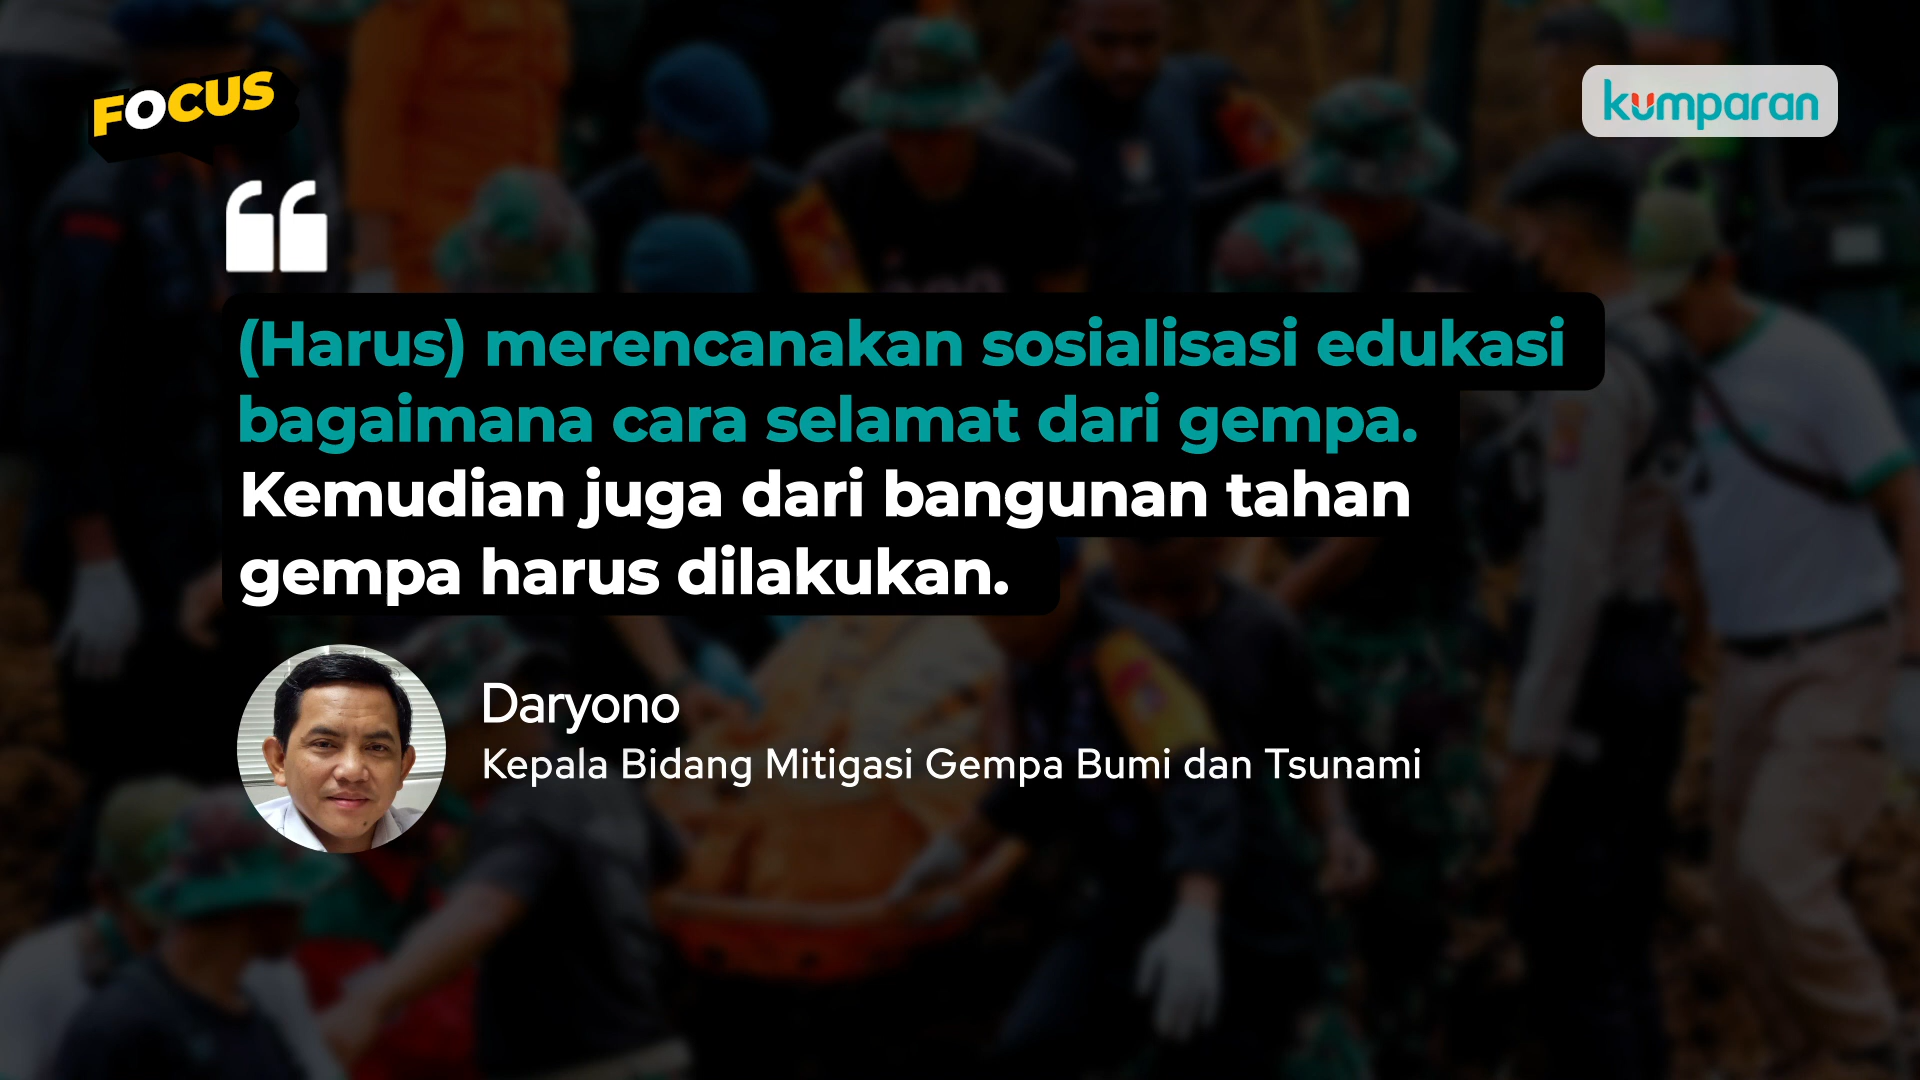 FOCUS
kumparan
(Harus) merencanakan sosialisasi edukasi
bagaimana cara selamat dari gempa.
Kemudian juga dari bangunan tahan
gempa harus dilakukan.
Daryono
Kepala Bidang Mitigasi Gempa Bumi dan Tsunami